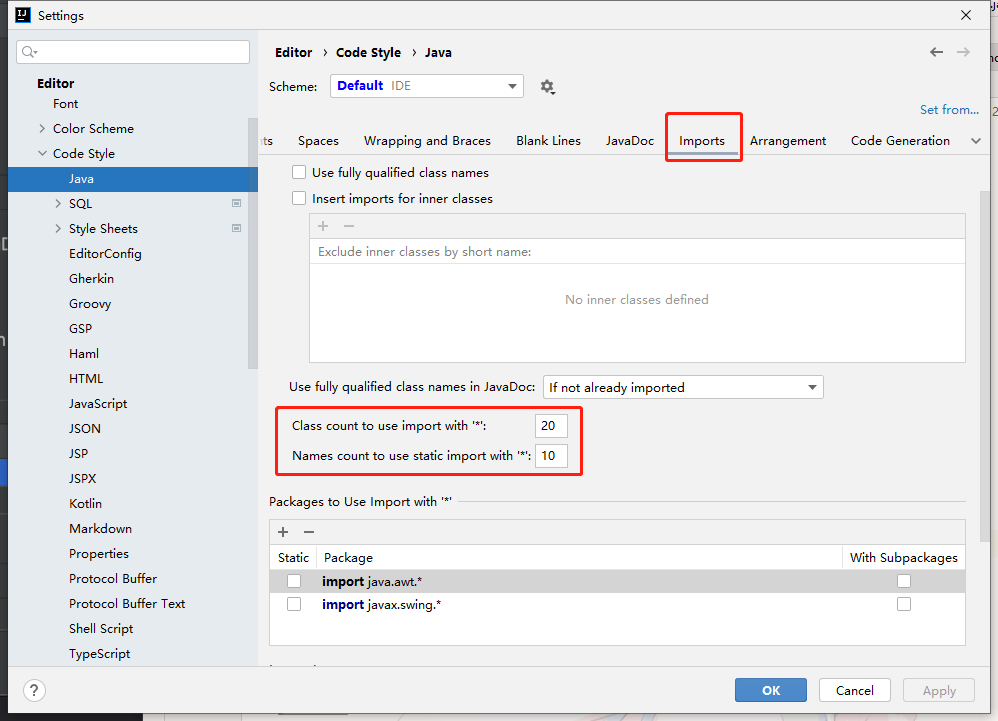 Settings
Editor
Font
Color Scheme
Code Style
Java
SQL
Style Sheets
EditorConfig
Gherkin
Groovy
GSP
Haml
HTML
JavaScript
JSON
JSP
JSPX
Kotlin
Markdown
Properties
Protocol Buffer
Protocol Buffer Text
Shell Script
TypeScript
Editor › Code Style › Java
Scheme: Default IDE
Set from...
ts Spaces Wrapping and Braces Blank Lines JavaDoc Imports Arrangement Code Generation
Use fully qualified class names
Insert imports for inner classes
Exclude inner classes by short name:
No inner classes defined
Use fully qualified class names in JavaDoc: If not already imported
Class count to use import with '*': 20
Names count to use static import with '*': 10
Packages to Use Import with '*'
Static Package With Subpackages
import java.awt.*
import javax.swing.*
? OK Cancel Apply